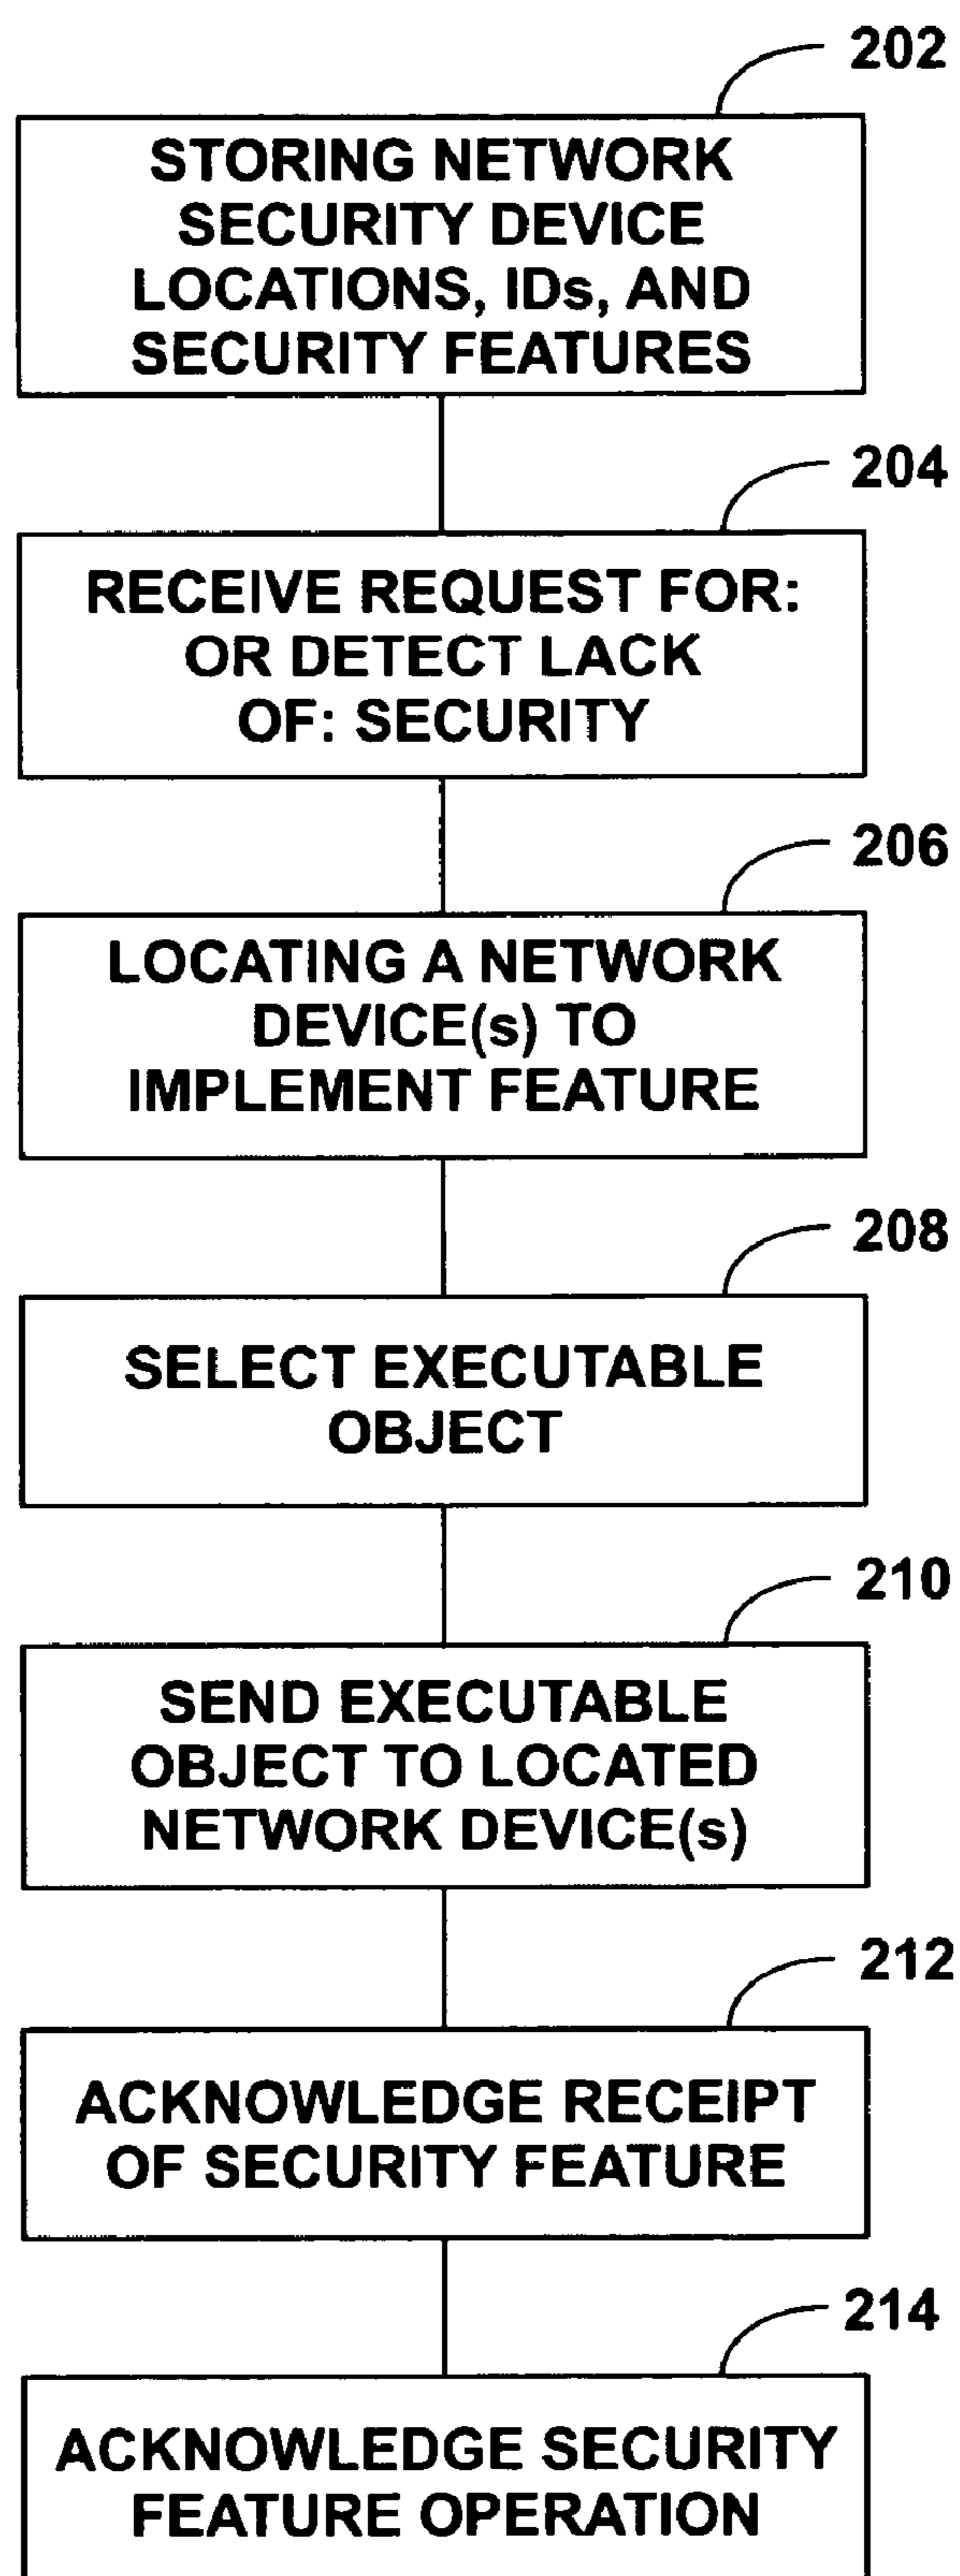 202
STORING NETWORK
SECURITY DEVICE
LOCATIONS, IDs, AND
SECURITY FEATURES
204
RECEIVE REQUEST FOR:
OR DETECT LACK
OF: SECURITY
206
LOCATING A NETWORK
DEVICE(s) TO
IMPLEMENT FEATURE
208
SELECT EXECUTABLE
OBJECT
210
SEND EXECUTABLE
OBJECT TO LOCATED
NETWORK DEVICE(s)
212
ACKNOWLEDGE RECEIPT
OF SECURITY FEATURE
214
ACKNOWLEDGE SECURITY
FEATURE OPERATION